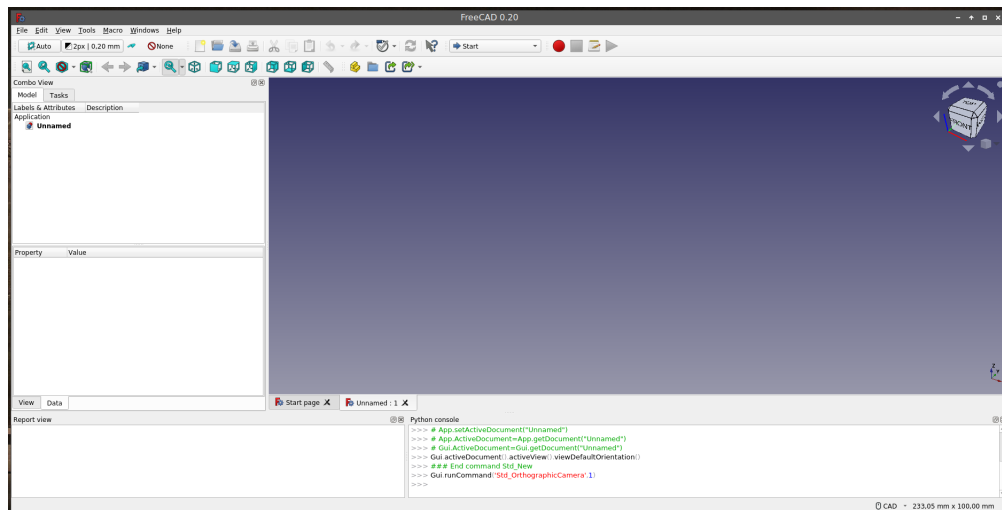 FreeCAD 0.20
File Edit View Tools Macro Windows Help
Auto 2px | 0.20 mm None Start
Combo View
Model Tasks
Labels & Attributes Description
Application
Unnamed
FRONT
Property Value
View Data
Start page Unnamed : 1
Report view
Python console
>>> # App.setActiveDocument("Unnamed")
>>> # App.ActiveDocument=App.getDocument("Unnamed")
>>> # Gui.ActiveDocument=Gui.getDocument("Unnamed")
>>> Gui.activeDocument().activeView().viewDefaultOrientation()
>>> ### End command Std_New
>>> Gui.runCommand('Std_OrthographicCamera',1)
>>>
CAD 233,05 mm x 100,00 mm